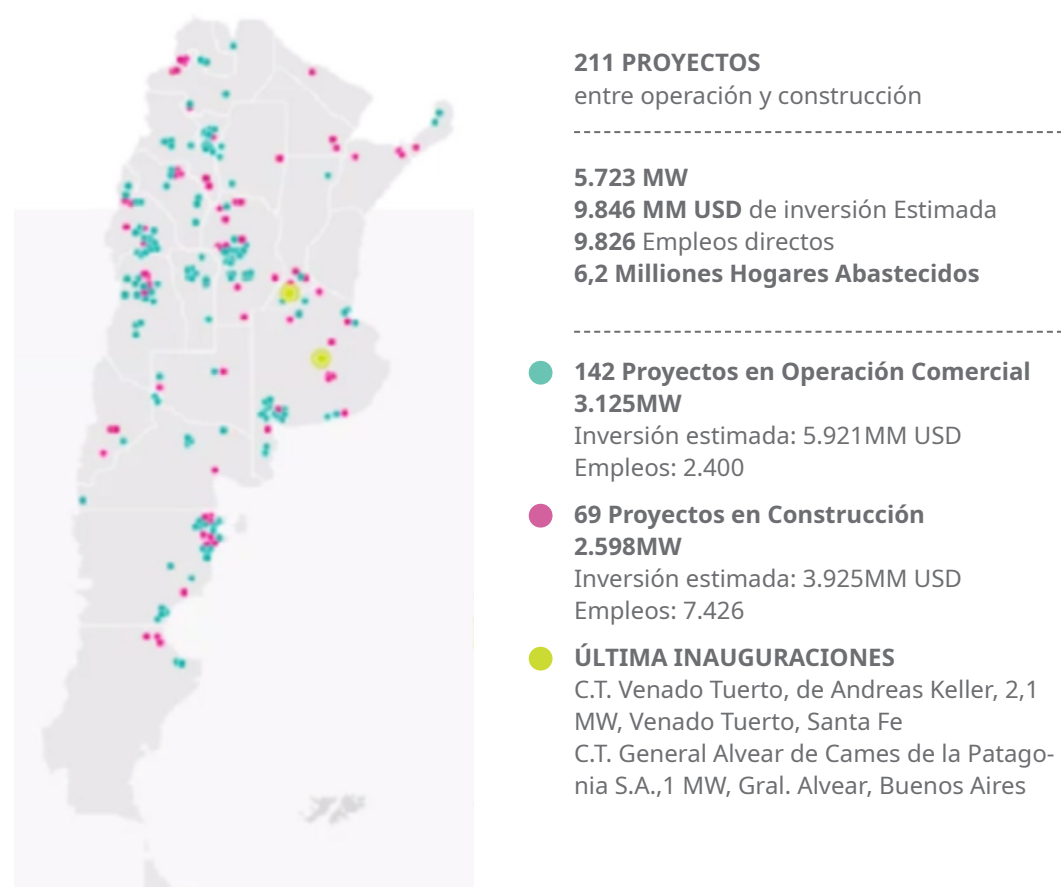 211 PROYECTOS
entre operación y construcción
5.723 MW
9.846 MM USD de inversión Estimada
9.826 Empleos directos
6,2 Milliones Hogares Abastecidos
142 Proyectos en Operación Comercial
3.125MW
Inversión estimada: 5.921MM USD
Empleos: 2.400
69 Proyectos en Construcción
2.598MW
Inversión estimada: 3.925MM USD
Empleos: 7.426
ÚLTIMA INAUGURACIONES
C.T. Venado Tuerto, de Andreas Keller, 2,1
MW, Venado Tuerto, Santa Fe
C.T. General Alvear de Cames de la Patago-
nia S.A.,1 MW, Gral. Alvear, Buenos Aires